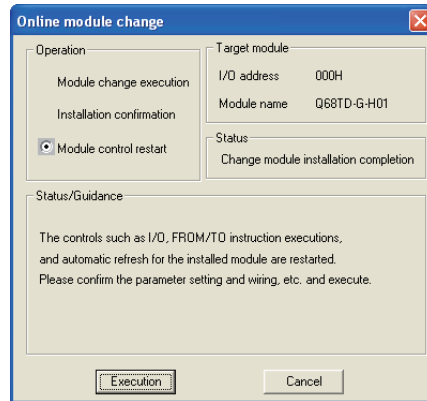 Online module change
Operation
Module change execution
Installation confirmation
Module control restart
Target module
I/O address 000H
Module name Q68TD-G-H01
Status
Change module installation completion
Status/Guidance
The controls such as I/O, FROM/TO instruction executions,
and automatic refresh for the installed module are restarted.
Please confirm the parameter setting and wiring, etc. and execute.
Execution Cancel